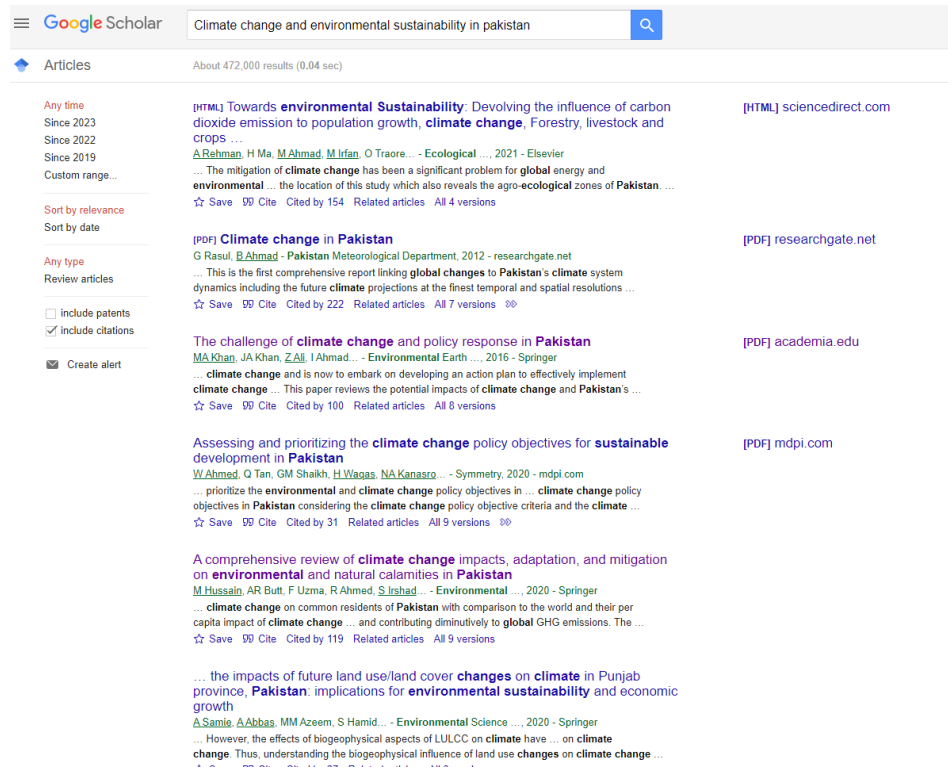 Google Scholar
Climate change and environmental sustainability in pakistan
Articles
About 472,000 results (0.04 sec)
Any time
Since 2023
Since 2022
Since 2019
Custom range...
Sort by relevance
Sort by date
Any type
Review articles
include patents
include citations
Create alert
[HTML] Towards environmental Sustainability: Devolving the influence of carbon
dioxide emission to population growth, climate change, Forestry, livestock and
crops …
A Rehman, H Ma, M Ahmad, M Irfan, O Traore… - Ecological …, 2021 - Elsevier
… The mitigation of climate change has been a significant problem for global energy and
environmental … the location of this study which also reveals the agro-ecological zones of Pakistan. …
Save Cite Cited by 154 Related articles All 4 versions
[HTML] sciencedirect.com
[PDF] Climate change in Pakistan
G Rasul, B Ahmad - Pakistan Meteorological Department, 2012 - researchgate.net
… This is the first comprehensive report linking global changes to Pakistan's climate system
dynamics including the future climate projections at the finest temporal and spatial resolutions …
Save Cite Cited by 222 Related articles All 7 versions
[PDF] researchgate.net
The challenge of climate change and policy response in Pakistan
MA Khan, JA Khan, Z Ali, I Ahmad… - Environmental Earth …, 2016 - Springer
… climate change and is now to embark on developing an action plan to effectively implement
climate change … This paper reviews the potential impacts of climate change and Pakistan's …
Save Cite Cited by 100 Related articles All 8 versions
[PDF] academia.edu
Assessing and prioritizing the climate change policy objectives for sustainable
development in Pakistan
W Ahmed, Q Tan, GM Shaikh, H Waqas, NA Kanasro… - Symmetry, 2020 - mdpi.com
… prioritize the environmental and climate change policy objectives in … climate change policy
objectives in Pakistan considering the climate change policy objective criteria and the climate …
Save Cite Cited by 31 Related articles All 9 versions
[PDF] mdpi.com
A comprehensive review of climate change impacts, adaptation, and mitigation
on environmental and natural calamities in Pakistan
M Hussain, AR Butt, F Uzma, R Ahmed, S Irshad… - Environmental …, 2020 - Springer
… climate change on common residents of Pakistan with comparison to the world and their per
capita impact of climate change … and contributing diminutively to global GHG emissions. The …
Save Cite Cited by 119 Related articles All 9 versions
… the impacts of future land use/land cover changes on climate in Punjab
province, Pakistan: implications for environmental sustainability and economic
growth
A Samie, A Abbas, MM Azeem, S Hamid… - Environmental Science …, 2020 - Springer
… However, the effects of biogeophysical aspects of LULCC on climate have … on climate
change. Thus, understanding the biogeophysical influence of land use changes on climate change …